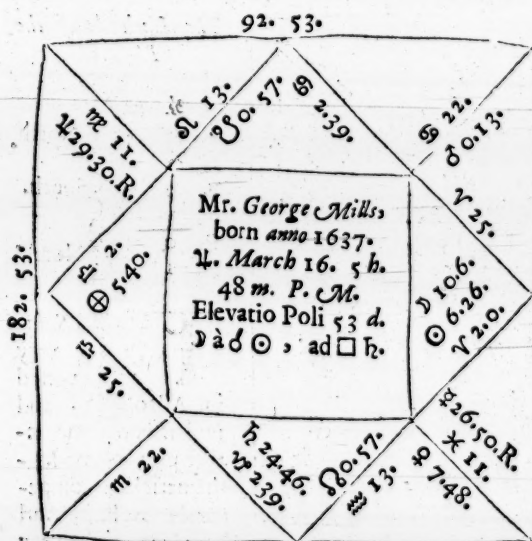 92. 53.
♌ 13.
☋0.57.
♋ 2.39.
♍ 11.
♃29.30.R.
♋ 22.
♂0.13.
♈ 25.
Mr. George Mills,
born anno 1637.
♃. March 16. 5 h.
48 m. P. M.
Elevatio Poli 53 d.
☽ à ☌ ☉, ad □ ♄.
♎ 2.
⊗ 5.40.
182. 53.
☽ 10.6.
☉ 6.26.
♈ 2.0.
♎ 25.
♏ 22.
♄ 24.46.
♑ 239.
☊0.57.
♒ 13.
☿26.50.R.
♓ 11.
♀ 7.48.